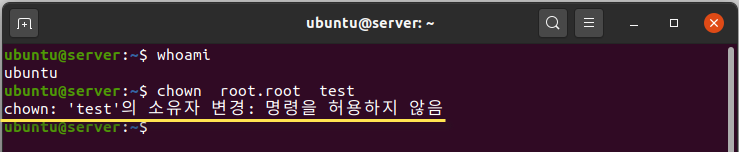 ubuntu@server: ~
ubuntu@server:~$ whoami
ubuntu
ubuntu@server:~$ chown  root.root  test
chown: 'test'의 소유자 변경: 명령을 허용하지 않음
ubuntu@server:~$